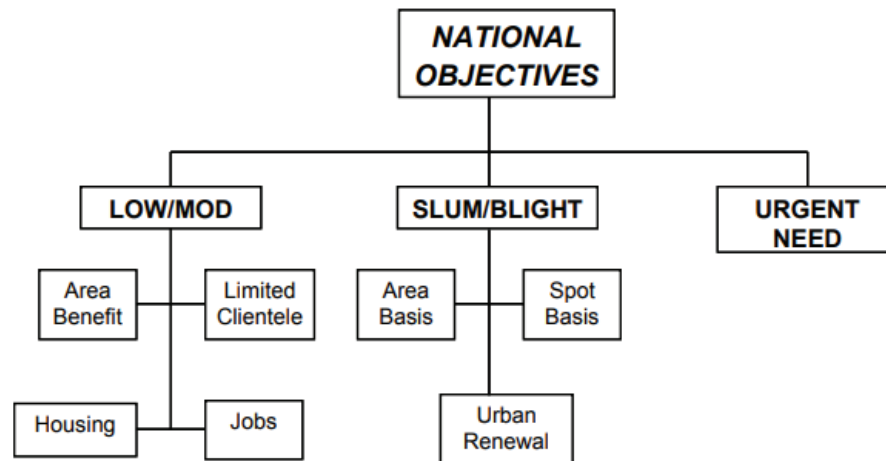 NATIONAL
OBJECTIVES
LOW/MOD
SLUM/BLIGHT
URGENT
NEED
Area
Benefit
Limited
Clientele
Area
Basis
Spot
Basis
Housing
Jobs
Urban
Renewal